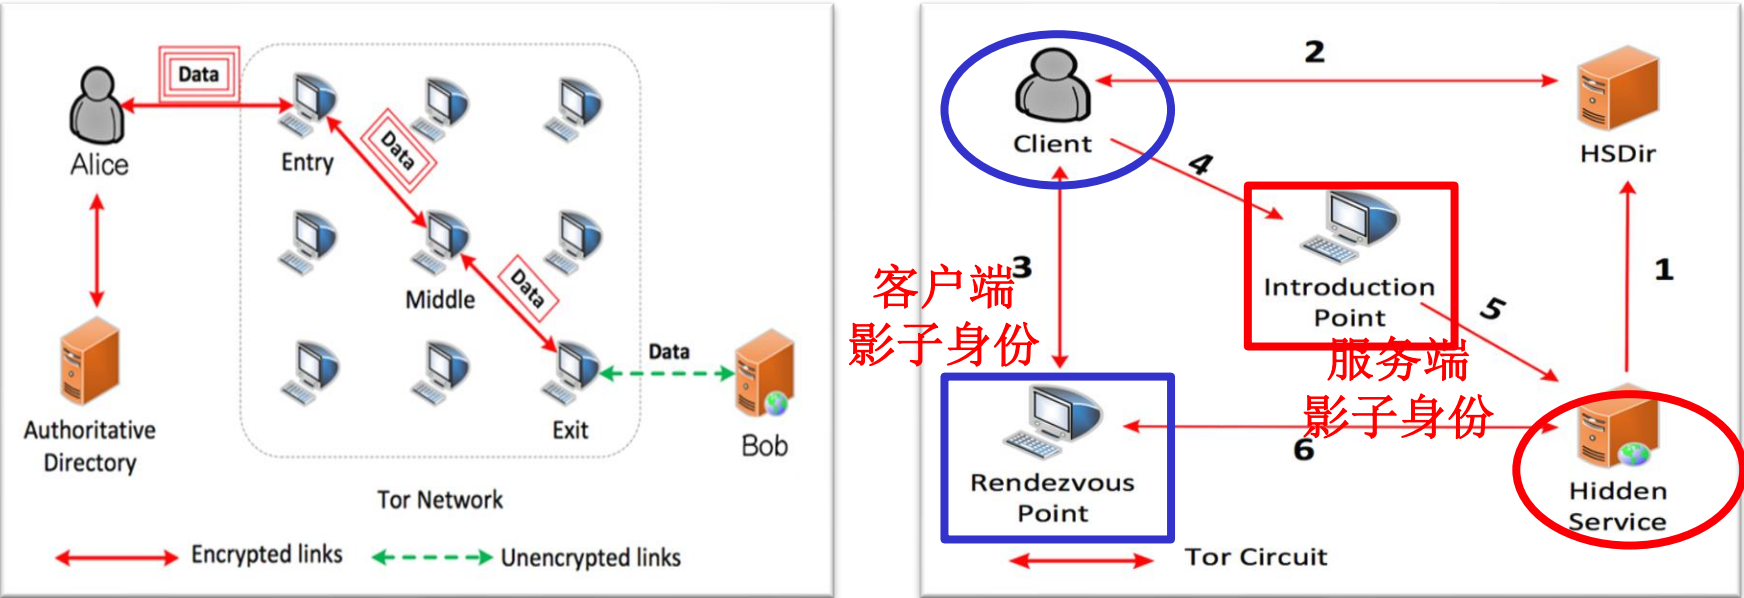 Data
Alice
Entry
Data
Middle
Data
Data
Exit
Bob
Authoritative
Directory
Tor Network
Encrypted links
Unencrypted links
2
Client
HSDir
4
3
客户端
影子身份
Introduction
Point
1
5
服务端
影子身份
6
Rendezvous
Point
Hidden
Service
Tor Circuit